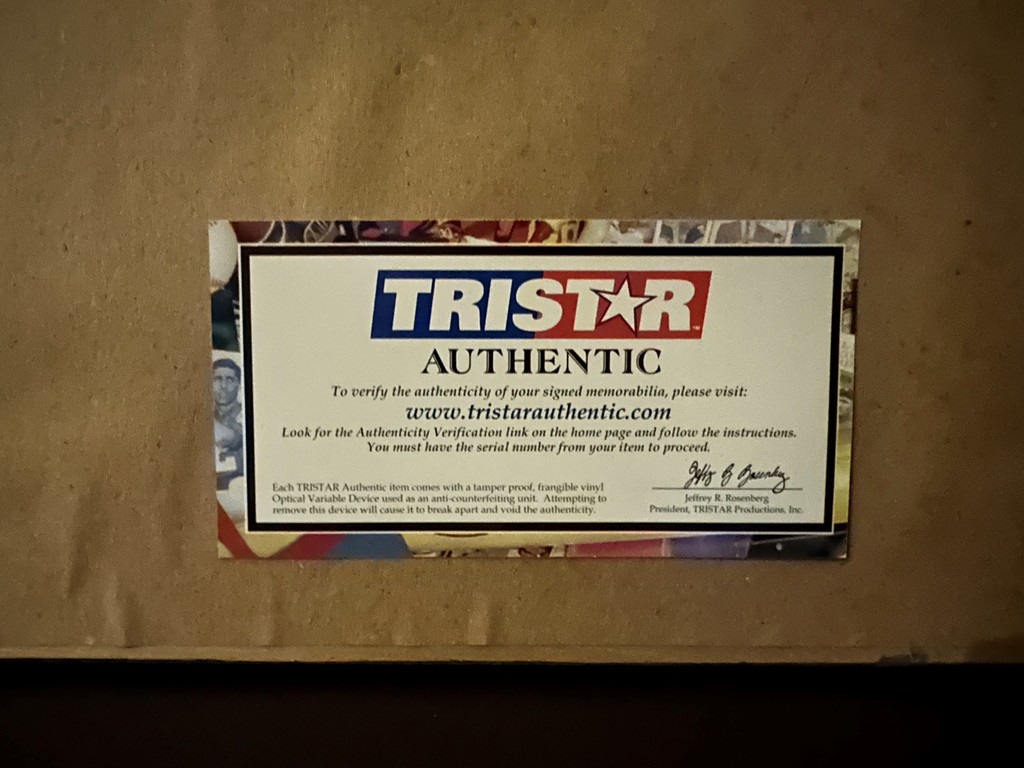 TRISTAR™
AUTHENTIC
To verify the authenticity of your signed memorabilia, please visit:
www.tristarauthentic.com
Look for the Authenticity Verification link on the home page and follow the instructions.
You must have the serial number from your item to proceed.
Each TRISTAR Authentic item comes with a tamper proof, frangible vinyl
Optical Variable Device used as an anti-counterfeiting unit. Attempting to
remove this device will cause it to break apart and void the authenticity.
Jeffrey R. Rosenberg
President, TRISTAR Productions, Inc.